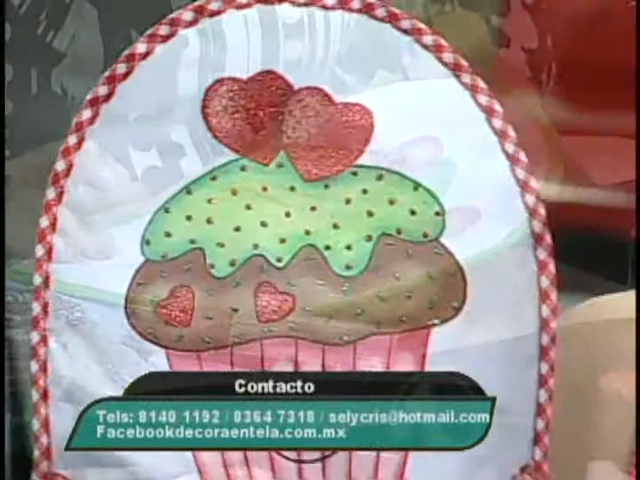 Contacto
Tels: 8140 1192 / 8364 7318 / selycris@hotmail.com
Facebookdecoraentela.com.mx